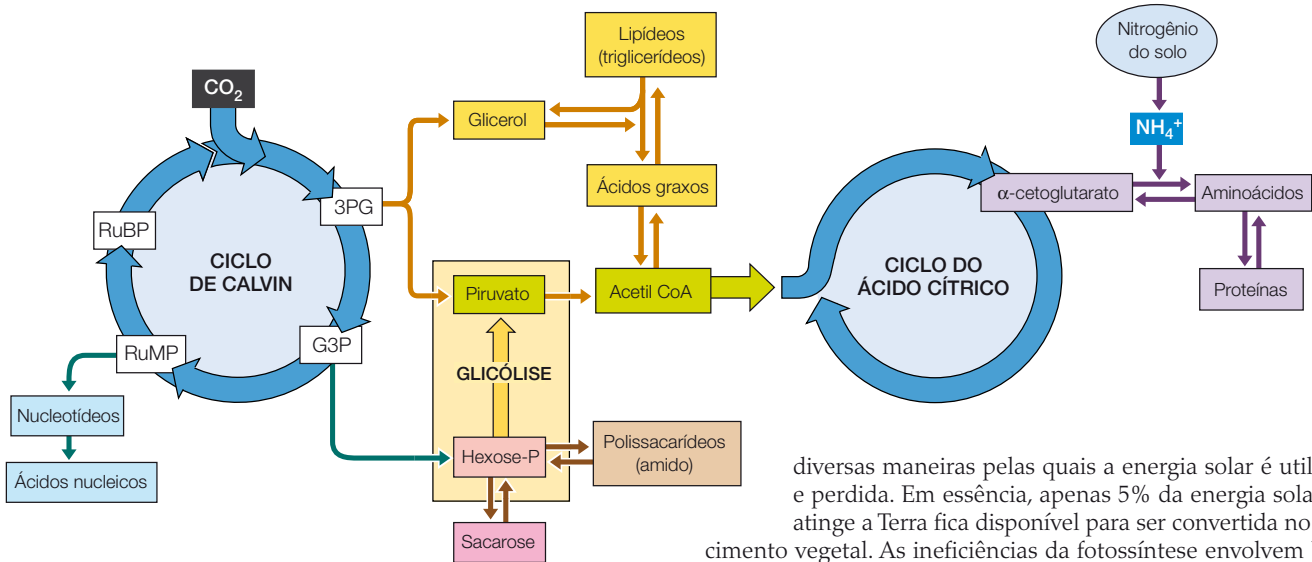 CO2
RuBP
3PG
CICLO
DE CALVIN
RuMP
G3P
Nucleotídeos
Ácidos nucleicos
Lipídeos
(triglicerídeos)
Glicerol
Ácidos graxos
Piruvato
Acetil CoA
GLICÓLISE
Hexose-P
Polissacarídeos
(amido)
Sacarose
CICLO DO
ÁCIDO CÍTRICO
Nitrogênio
do solo
NH4+
α-cetoglutarato
Aminoácidos
Proteínas
diversas maneiras pelas quais a energia solar é util
e perdida. Em essência, apenas 5% da energia sola
atinge a Terra fica disponível para ser convertida no
cimento vegetal. As ineficiências da fotossíntese envolvem